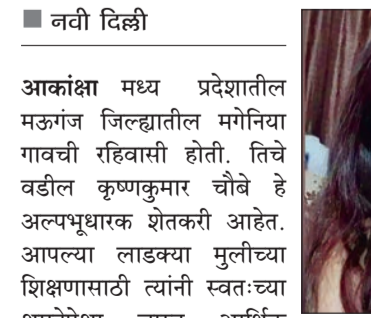 नवी दिल्ली
आकांक्षा मध्य प्रदेशातील
मऊगंज जिल्ह्यातील मगेनिया
गावची रहिवासी होती. तिचे
वडील कृष्णकुमार चौबे हे
अल्पभूधारक शेतकरी आहेत.
आपल्या लाडक्या मुलीच्या
शिक्षणासाठी त्यांनी स्वतःच्या